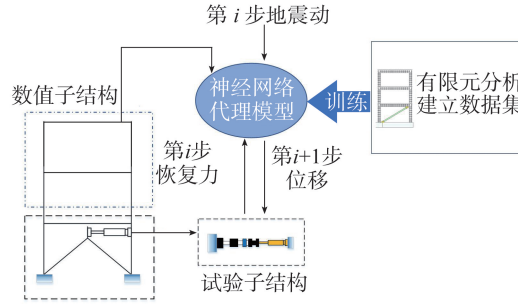 第 i 步地震动
数值子结构
神经网络
代理模型
训练
有限元分析
建立数据集
第i步
恢复力
第i+1步
位移
试验子结构